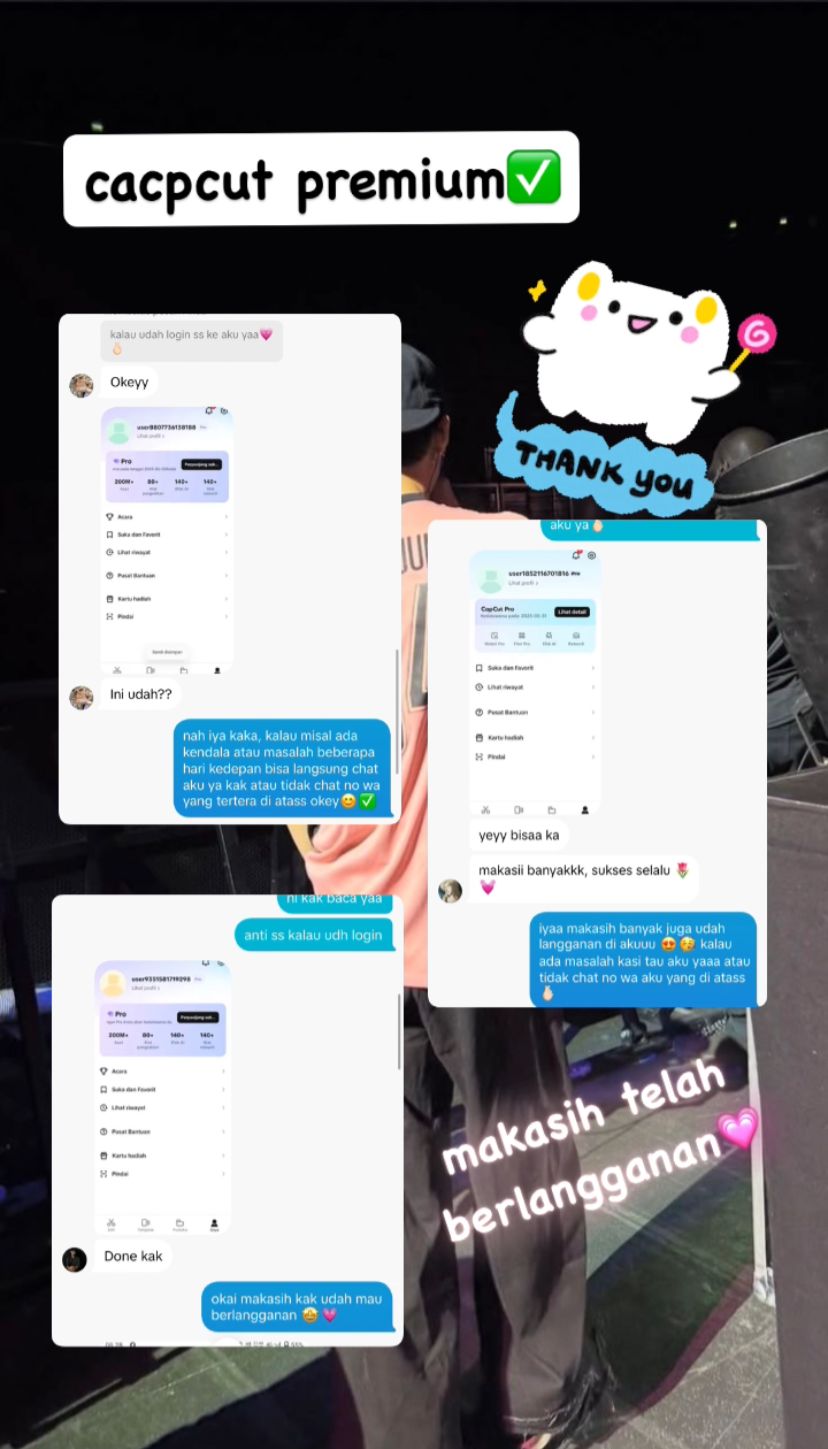 cacpcut premium✅
kalau udah login ss ke aku yaa💗
🫰🏻
Okeyy
user8807736138188
Lihat profil >
Pro
Perpanjang sek...
200M+ 80+ 140+ 140+
Acara
Suka dan Favorit
Lihat riwayat
Pusat Bantuan
Kartu hadiah
Pindai
Ini udah??
nah iya kaka, kalau misal ada
kendala atau masalah beberapa
hari kedepan bisa langsung chat
aku ya kak atau tidak chat no wa
yang tertera di atass okey😊✅
THANK YOU
aku ya🫰🏻
user1852116701816
Lihat profil >
CapCut Pro
Lihat detail
Suka dan Favorit
Lihat riwayat
Pusat Bantuan
Kartu hadiah
Pindai
yeyy bisaa ka
makasii banyakkk, sukses selalu 🌷
💗
iyaa makasih banyak juga udah
langganan di akuuu 😍🥳 kalau
ada masalah kasi tau aku yaaa atau
tidak chat no wa aku yang di atass
🫰🏻
ni kak baca yaa
anti ss kalau udh login
user9331581799298
Lihat profil >
Pro
Perpanjang sek...
200M+ 80+ 140+ 140+
Acara
Suka dan Favorit
Lihat riwayat
Pusat Bantuan
Kartu hadiah
Pindai
Done kak
okai makasih kak udah mau
berlangganan 🤩💗
makasih telah
berlangganan💗